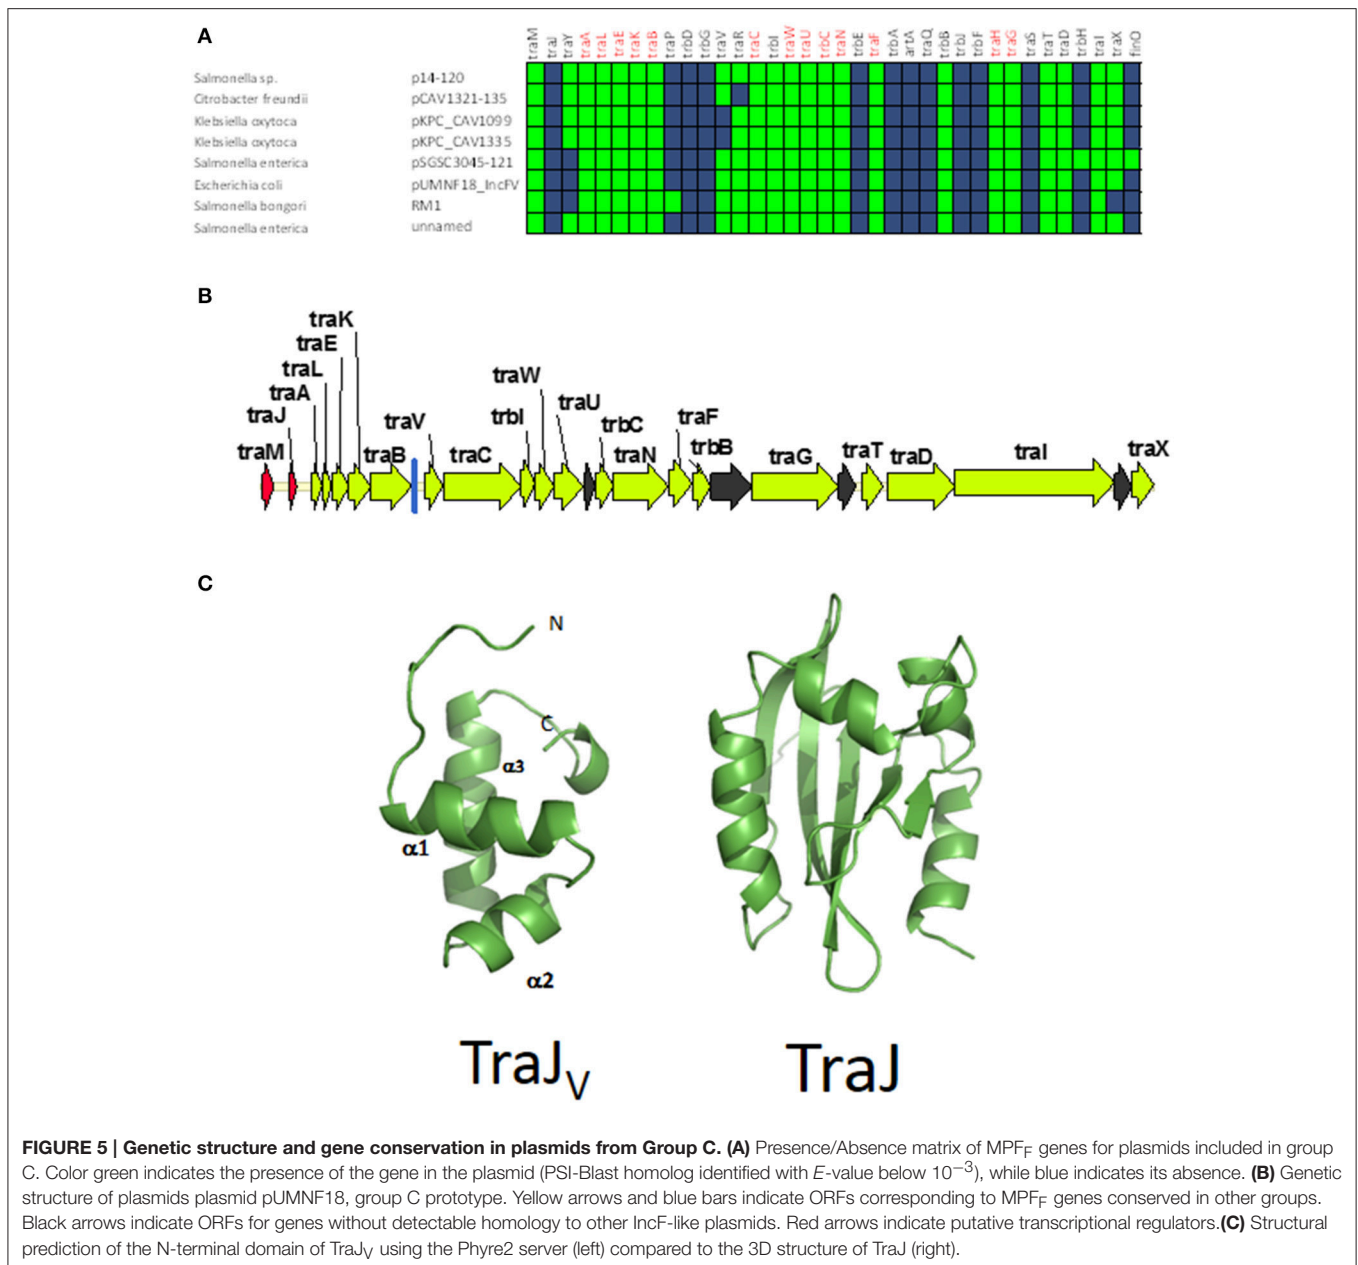 A
traM traJ traY traA traL traE traK traB traP trbD trbG traV traR traC trbI traW traU trbC traN trbE traF trbA artA traQ trbB trbJ trbF traH traG traS traT traD trbH traI traX finO
Salmonella sp. p14-120
Citrobacter freundii pCAV1321-135
Klebsiella oxytoca pKPC_CAV1099
Klebsiella oxytoca pKPC_CAV1335
Salmonella enterica pSGSC3045-121
Escherichia coli pUMNF18_IncFV
Salmonella bongori RM1
Salmonella enterica unnamed
B
traK
traE
traL
traA
traJ
traM
traB
traV
traC
trbI
traW
traU
trbC
traN
traF
trbB
traG
traT
traD
traI
traX
C
N
C
α3
α1
α2
TraJV
TraJ
FIGURE 5 | Genetic structure and gene conservation in plasmids from Group C. (A) Presence/Absence matrix of MPFF genes for plasmids included in group
C. Color green indicates the presence of the gene in the plasmid (PSI-Blast homolog identified with E-value below 10−3), while blue indicates its absence. (B) Genetic
structure of plasmids plasmid pUMNF18, group C prototype. Yellow arrows and blue bars indicate ORFs corresponding to MPFF genes conserved in other groups.
Black arrows indicate ORFs for genes without detectable homology to other IncF-like plasmids. Red arrows indicate putative transcriptional regulators.(C) Structural
prediction of the N-terminal domain of TraJV using the Phyre2 server (left) compared to the 3D structure of TraJ (right).